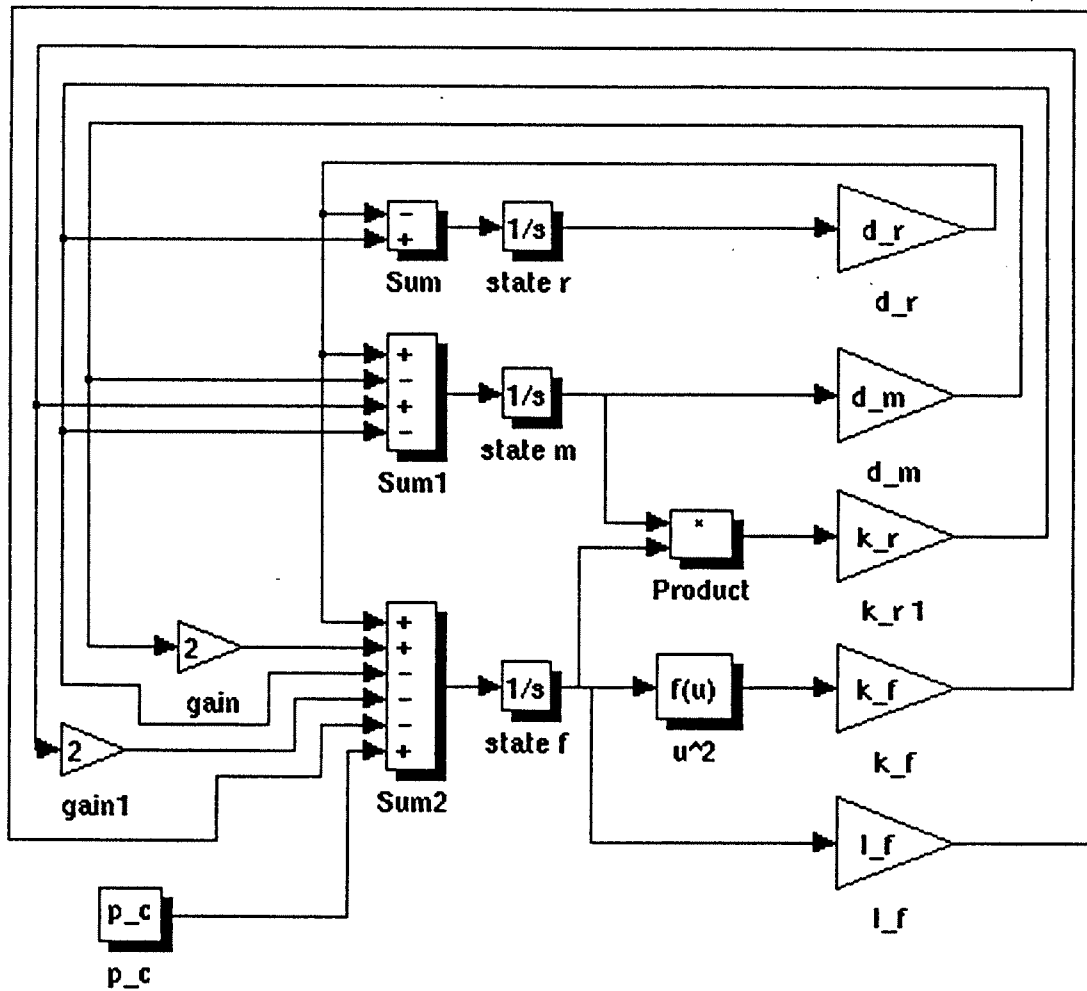 −
+
1/s
d_r
Sum
state r
d_r
+
−
+
−
1/s
d_m
Sum1
state m
d_m
×
k_r
Product
k_r 1
+
+
−
−
−
+
2
gain
1/s
f(u)
k_f
state f
u^2
k_f
2
gain1
Sum2
l_f
l_f
p_c
p_c